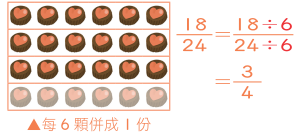 18/24 = 18÷6/24÷6
= 3/4
▲每 6 顆併成 1 份